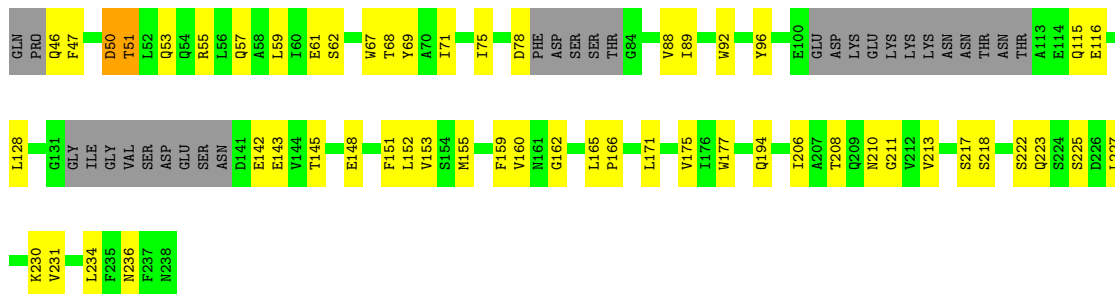 GLN PRO Q46 F47 D50 T51 L52 Q53 Q54 R55 L56 Q57 A58 L59 I60 E61 S62 W67 T68 Y69 A70 I71 I75 D78 PHE ASP SER SER THR G84 V88 I89 W92 Y96 E100 GLU ASP LYS GLU LYS LYS LYS ASN ASN THR ASN THR A113 E114 Q115 E116
L128 G131 GLY ILE GLY VAL SER ASP GLU SER ASN D141 E142 E143 V144 T145 E148 F151 L152 V153 S154 M155 F159 V160 N161 G162 L165 P166 L171 V175 I176 W177 Q194 I206 A207 T208 Q209 N210 G211 V212 V213 S217 S218 S222 Q223 S224 S225 D226 L227
K230 V231 L234 F235 N236 F237 N238